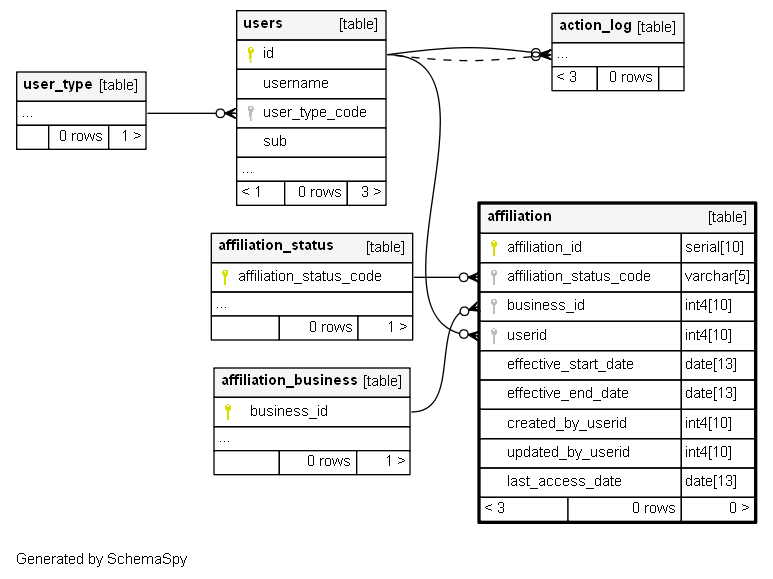 users [table]
id
username
user_type_code
sub
...
< 1 0 rows 3 >
action_log [table]
...
< 3 0 rows
user_type [table]
...
0 rows 1 >
affiliation_status [table]
affiliation_status_code
...
0 rows 1 >
affiliation_business [table]
business_id
...
0 rows 1 >
affiliation [table]
affiliation_id serial[10]
affiliation_status_code varchar[5]
business_id int4[10]
userid int4[10]
effective_start_date date[13]
effective_end_date date[13]
created_by_userid int4[10]
updated_by_userid int4[10]
last_access_date date[13]
< 3 0 rows 0 >
Generated by SchemaSpy